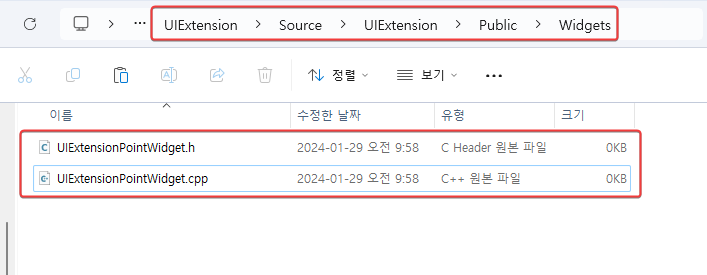 ··· UIExtension > Source > UIExtension > Public > Widgets
정렬 보기 ···
이름 수정한 날짜 유형 크기
UIExtensionPointWidget.h 2024-01-29 오전 9:58 C Header 원본 파일 0KB
UIExtensionPointWidget.cpp 2024-01-29 오전 9:58 C++ 원본 파일 0KB